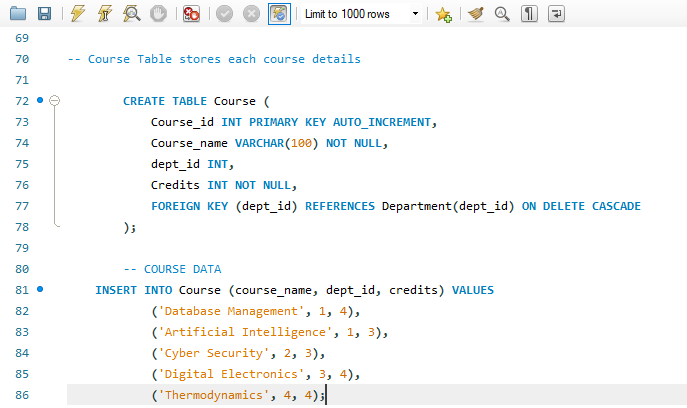 Limit to 1000 rows
69
70 -- Course Table stores each course details
71
72 CREATE TABLE Course (
73 Course_id INT PRIMARY KEY AUTO_INCREMENT,
74 Course_name VARCHAR(100) NOT NULL,
75 dept_id INT,
76 Credits INT NOT NULL,
77 FOREIGN KEY (dept_id) REFERENCES Department(dept_id) ON DELETE CASCADE
78 );
79
80 -- COURSE DATA
81 INSERT INTO Course (course_name, dept_id, credits) VALUES
82 ('Database Management', 1, 4),
83 ('Artificial Intelligence', 1, 3),
84 ('Cyber Security', 2, 3),
85 ('Digital Electronics', 3, 4),
86 ('Thermodynamics', 4, 4);